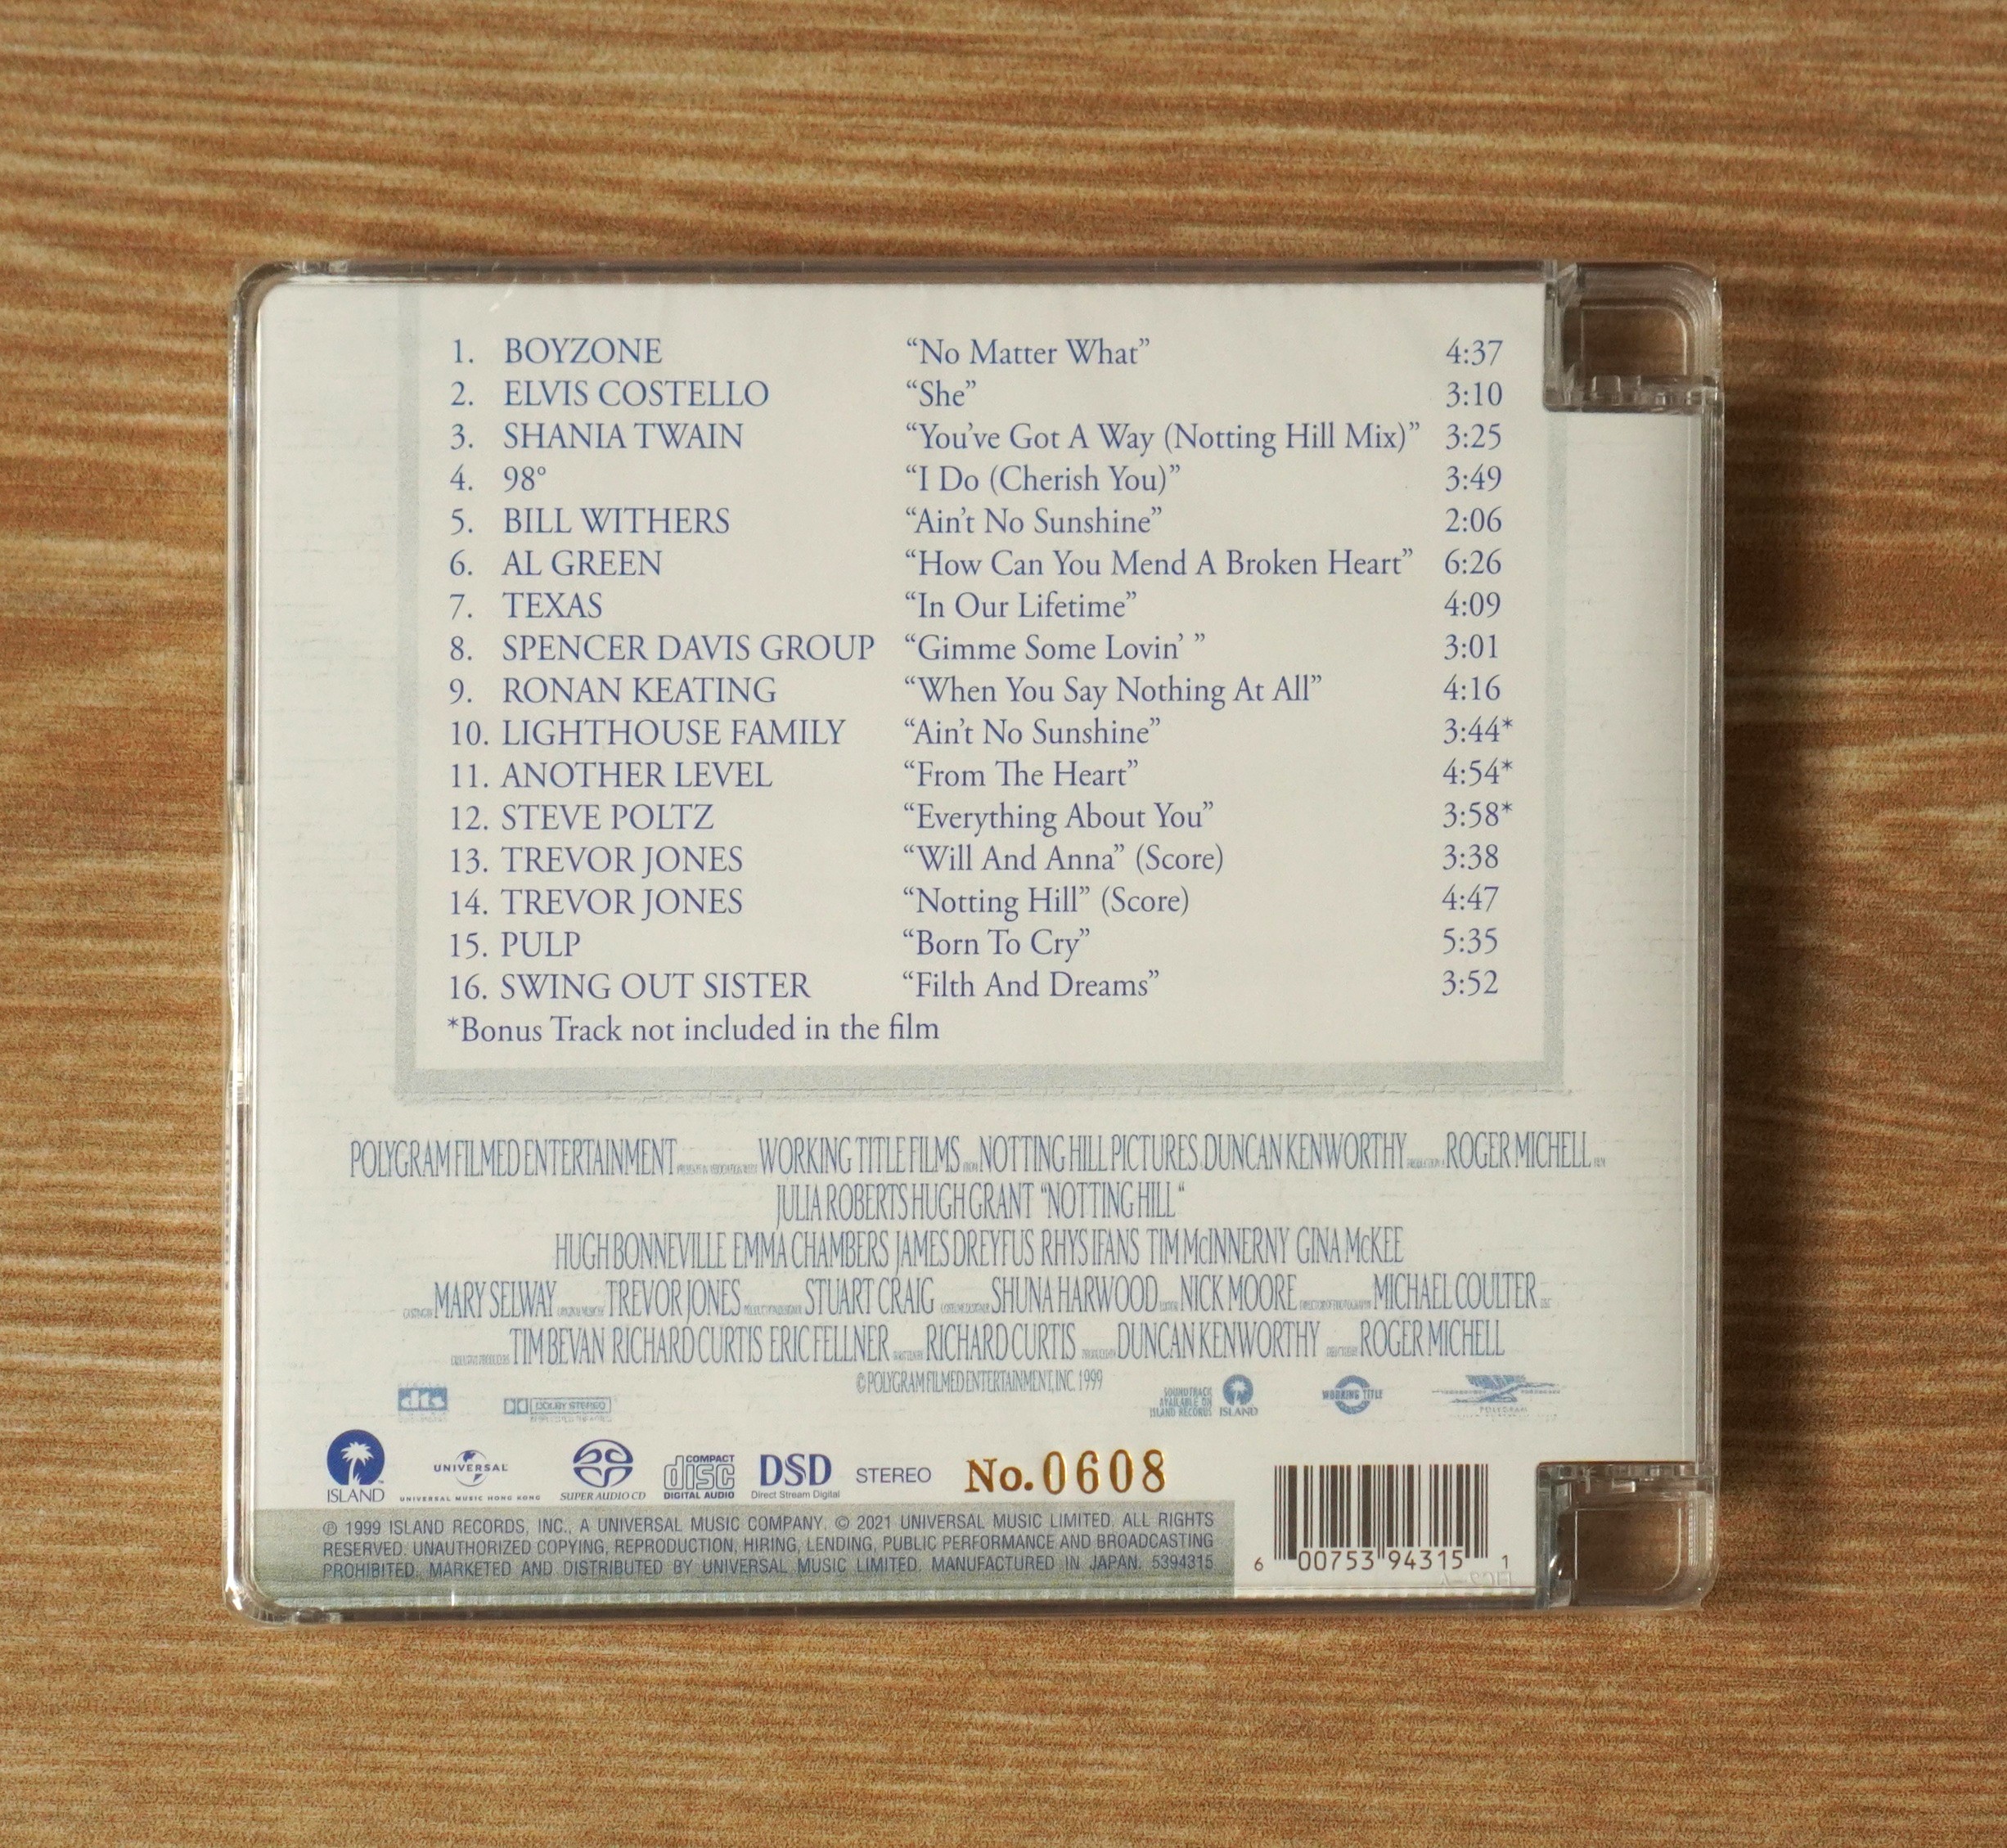 1. BOYZONE “No Matter What” 4:37
2. ELVIS COSTELLO “She” 3:10
3. SHANIA TWAIN “You’ve Got A Way (Notting Hill Mix)” 3:25
4. 98° “I Do (Cherish You)” 3:49
5. BILL WITHERS “Ain’t No Sunshine” 2:06
6. AL GREEN “How Can You Mend A Broken Heart” 6:26
7. TEXAS “In Our Lifetime” 4:09
8. SPENCER DAVIS GROUP “Gimme Some Lovin’ ” 3:01
9. RONAN KEATING “When You Say Nothing At All” 4:16
10. LIGHTHOUSE FAMILY “Ain’t No Sunshine” 3:44*
11. ANOTHER LEVEL “From The Heart” 4:54*
12. STEVE POLTZ “Everything About You” 3:58*
13. TREVOR JONES “Will And Anna” (Score) 3:38
14. TREVOR JONES “Notting Hill” (Score) 4:47
15. PULP “Born To Cry” 5:35
16. SWING OUT SISTER “Filth And Dreams” 3:52
*Bonus Track not included in the film
POLYGRAM FILMED ENTERTAINMENT WORKING TITLE FILMS NOTTING HILL PICTURES DUNCAN KENWORTHY ROGER MICHELL
JULIA ROBERTS HUGH GRANT “NOTTING HILL“
HUGH BONNEVILLE EMMA CHAMBERS JAMES DREYFUS RHYS IFANS TIM McINNERNY GINA McKEE
MARY SELWAY TREVOR JONES STUART CRAIG SHUNA HARWOOD NICK MOORE MICHAEL COULTER
TIM BEVAN RICHARD CURTIS ERIC FELLNER RICHARD CURTIS DUNCAN KENWORTHY ROGER MICHELL
© POLYGRAM FILMED ENTERTAINMENT, INC. 1999
dts DOLBY STEREO
SOUNDTRACK
AVAILABLE ON
ISLAND RECORDS
ISLAND
WORKING TITLE
POLYGRAM
ISLAND
UNIVERSAL
UNIVERSAL MUSIC HONG KONG
SUPER AUDIO CD
COMPACT
disc
DIGITAL AUDIO
DSD
Direct Stream Digital
STEREO
No.0608
℗ 1999 ISLAND RECORDS, INC., A UNIVERSAL MUSIC COMPANY. © 2021 UNIVERSAL MUSIC LIMITED. ALL RIGHTS
RESERVED. UNAUTHORIZED COPYING, REPRODUCTION, HIRING, LENDING, PUBLIC PERFORMANCE AND BROADCASTING
PROHIBITED. MARKETED AND DISTRIBUTED BY UNIVERSAL MUSIC LIMITED. MANUFACTURED IN JAPAN. 5394315
6 00753 94315 1